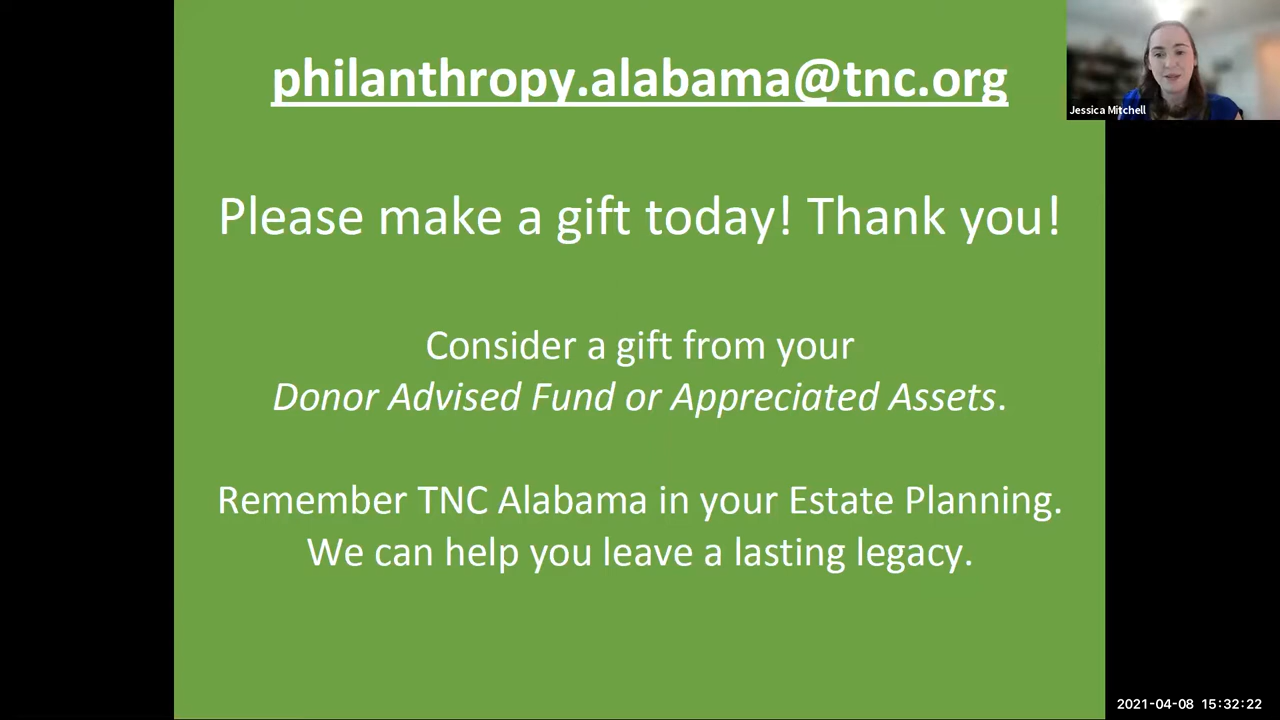 philanthropy.alabama@tnc.org
Jessica Mitchell
Please make a gift today! Thank you!
Consider a gift from your
Donor Advised Fund or Appreciated Assets.
Remember TNC Alabama in your Estate Planning.
We can help you leave a lasting legacy.
2021-04-08 15:32:22